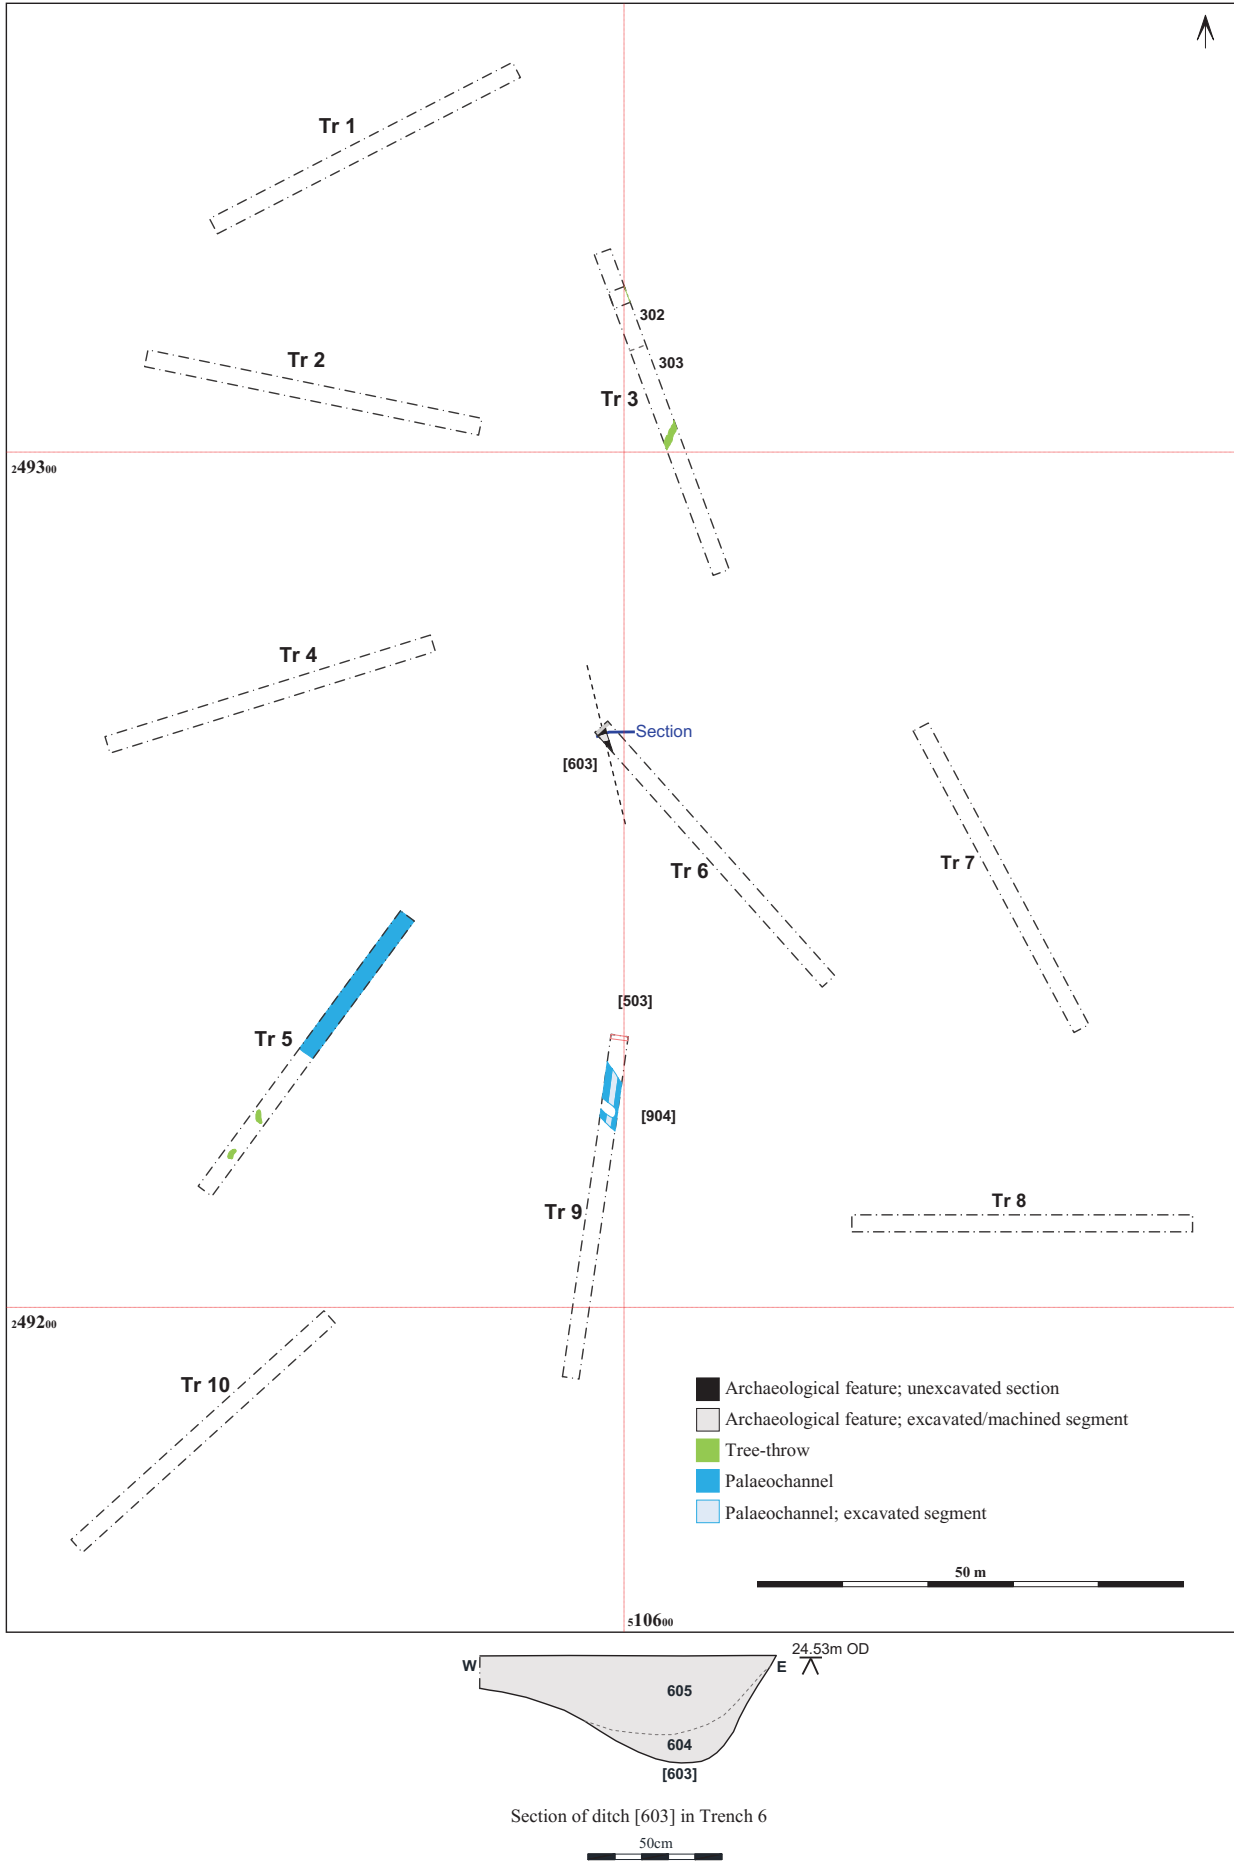 Tr 1
302
Tr 2
303
Tr 3
249300
Tr 4
Section
[603]
Tr 7
Tr 6
[503]
Tr 5
[904]
Tr 8
Tr 9
249200
Tr 10
Archaeological feature; unexcavated section
Archaeological feature; excavated/machined segment
Tree-throw
Palaeochannel
Palaeochannel; excavated segment
50 m
510600
24.53m OD
W
E
605
604
[603]
Section of ditch [603] in Trench 6
50cm